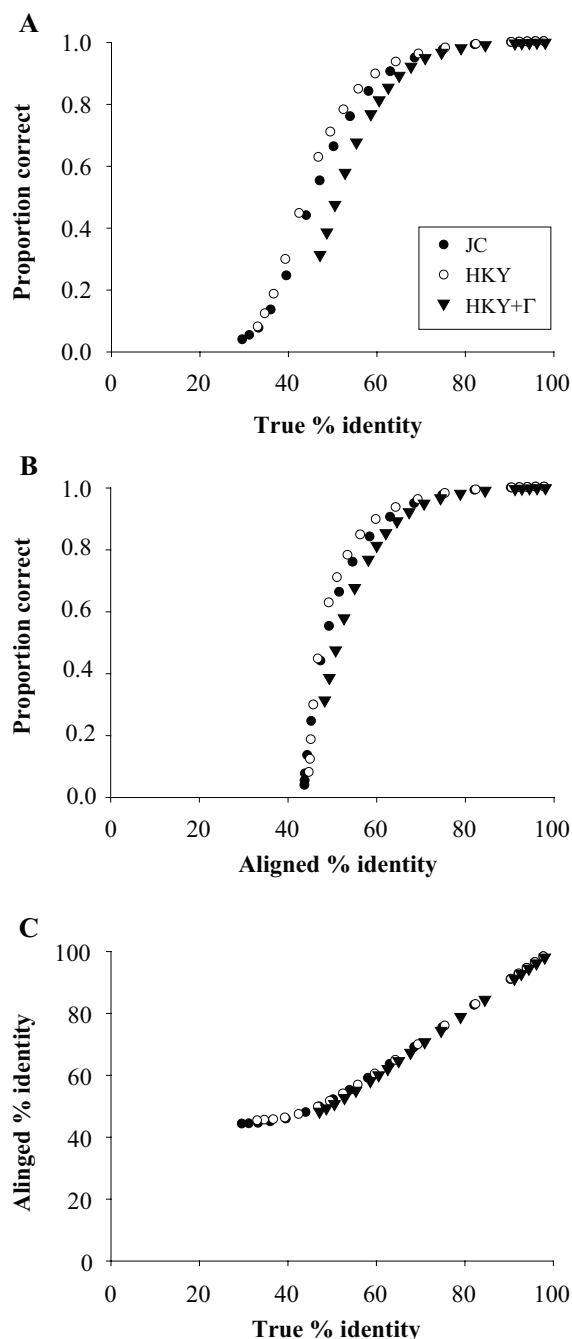 A
1.0
0.8
0.6
0.4
0.2
0.0
Proportion correct
JC
HKY
HKY+Γ
0 20 40 60 80 100
True % identity
B
1.0
0.8
0.6
0.4
0.2
0.0
Proportion correct
0 20 40 60 80 100
Aligned % identity
C
100
80
60
40
20
0
Alinged % identity
0 20 40 60 80 100
True % identity